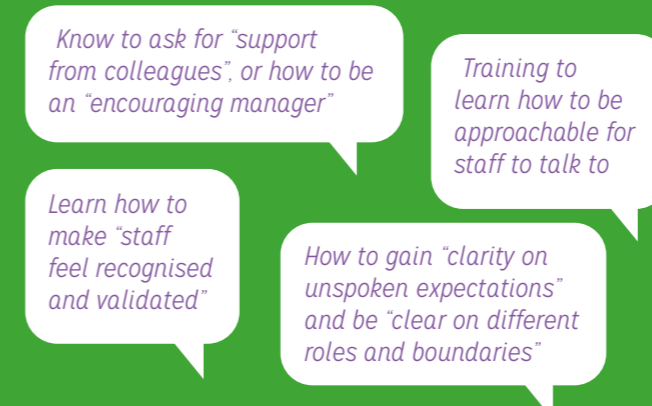 Know to ask for “support
from colleagues”, or how to be
an “encouraging manager”
Training to
learn how to be
approachable for
staff to talk to
Learn how to
make “staff
feel recognised
and validated”
How to gain “clarity on
unspoken expectations”
and be “clear on different
roles and boundaries”